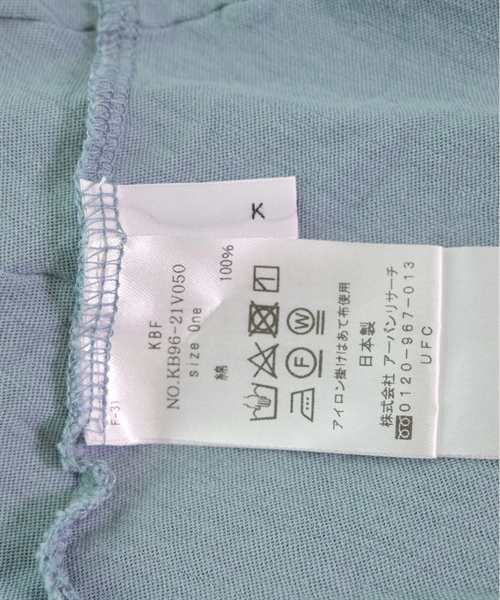 KBF
NO.KB96-21V050
size One
綿 100%
アイロン掛けはあて布使用
日本製
株式会社 アーバンリサーチ
0120-967-013
UFC
F-31
K